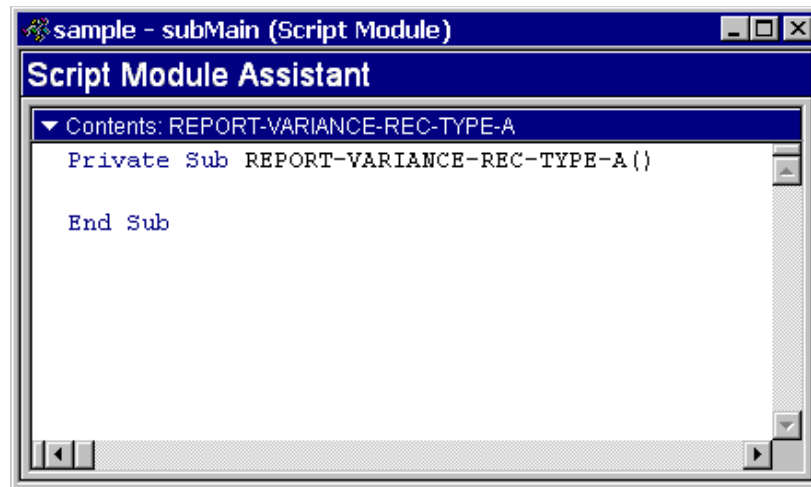 sample - subMain (Script Module)
Script Module Assistant
Contents: REPORT-VARIANCE-REC-TYPE-A
Private Sub REPORT-VARIANCE-REC-TYPE-A()
End Sub